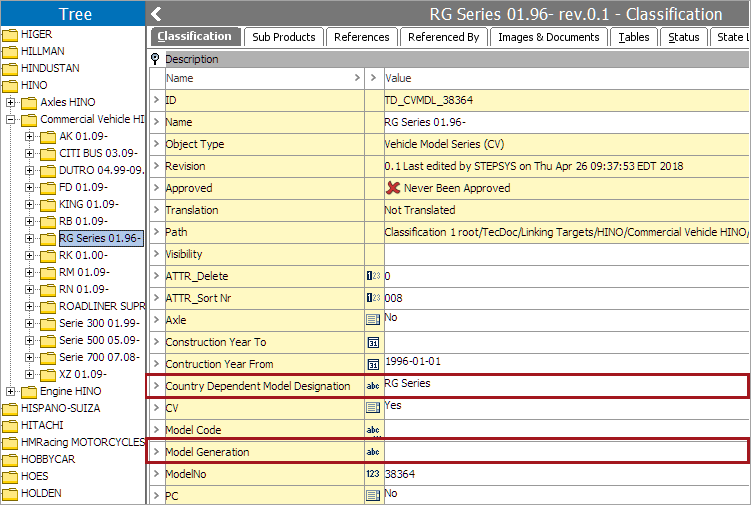 Tree
HIGER
HILLMAN
HINDUSTAN
HINO
Axles HINO
Commercial Vehicle HI
AK 01.09-
CITI BUS 03.09-
DUTRO 04.99-09.
FD 01.09-
KING 01.09-
RB 01.09-
RG Series 01.96-
RK 01.00-
RM 01.09-
RN 01.09-
ROADLINER SUPR
Serie 300 01.99-
Serie 500 05.09-
Serie 700 07.08-
XZ 01.09-
Engine HINO
HISPANO-SUIZA
HITACHI
HMRacing MOTORCYCLES
HOBBYCAR
HOES
HOLDEN
RG Series 01.96- rev.0.1 - Classification
Classification Sub Products References Referenced By Images & Documents Tables Status State L
Description
Name > > Value
> ID TD_CVMDL_38364
> Name RG Series 01.96-
> Object Type Vehicle Model Series (CV)
> Revision 0.1 Last edited by STEPSYS on Thu Apr 26 09:37:53 EDT 2018
> Approved Never Been Approved
> Translation Not Translated
> Path Classification 1 root/TecDoc/Linking Targets/HINO/Commercial Vehicle HINO/
> Visibility
> ATTR_Delete 123 0
> ATTR_Sort Nr 123 008
> Axle No
> Construction Year To 31
> Contruction Year From 31 1996-01-01
> Country Dependent Model Designation abc RG Series
> CV Yes
> Model Code abc
> Model Generation abc
> ModelNo 123 38364
> PC No